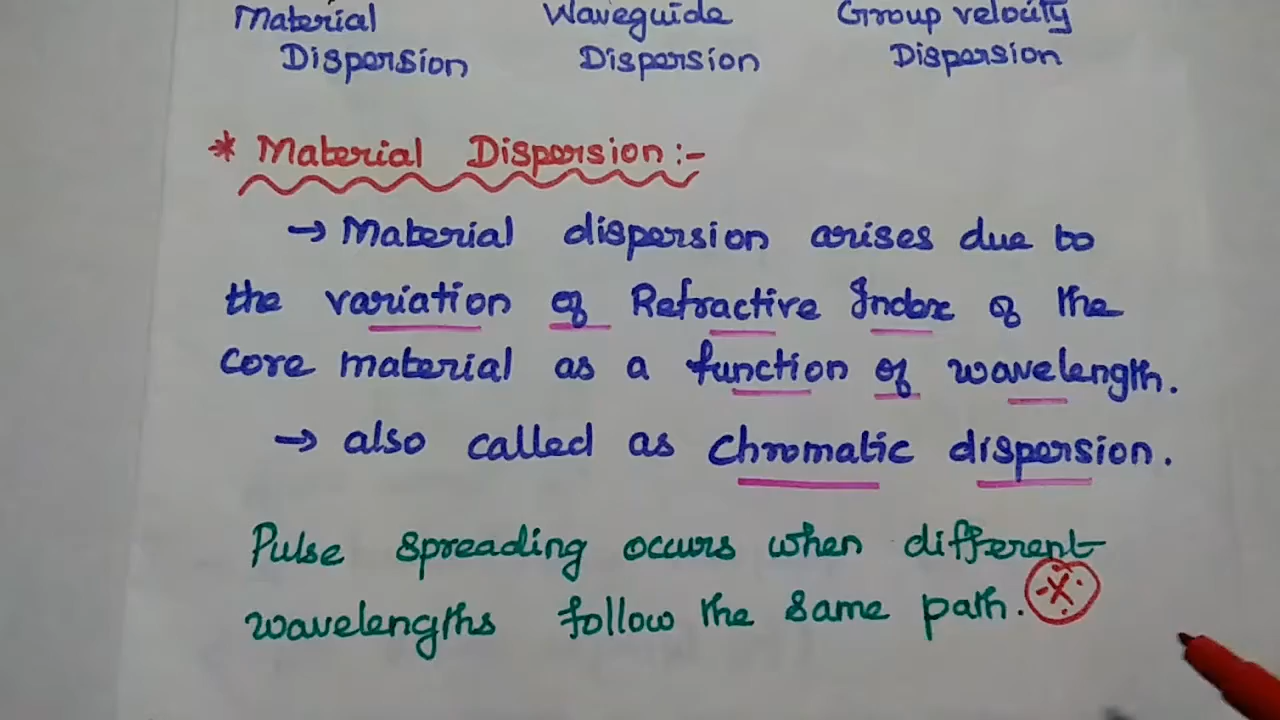 Material Waveguide Group velocity
Dispersion Dispersion Dispersion
* Material Dispersion:-
→ Material dispersion arises due to
the variation of Refractive Index of the
core material as a function of wavelength.
→ also called as chromatic dispersion.
Pulse spreading occurs when different
wavelengths follow the same path.